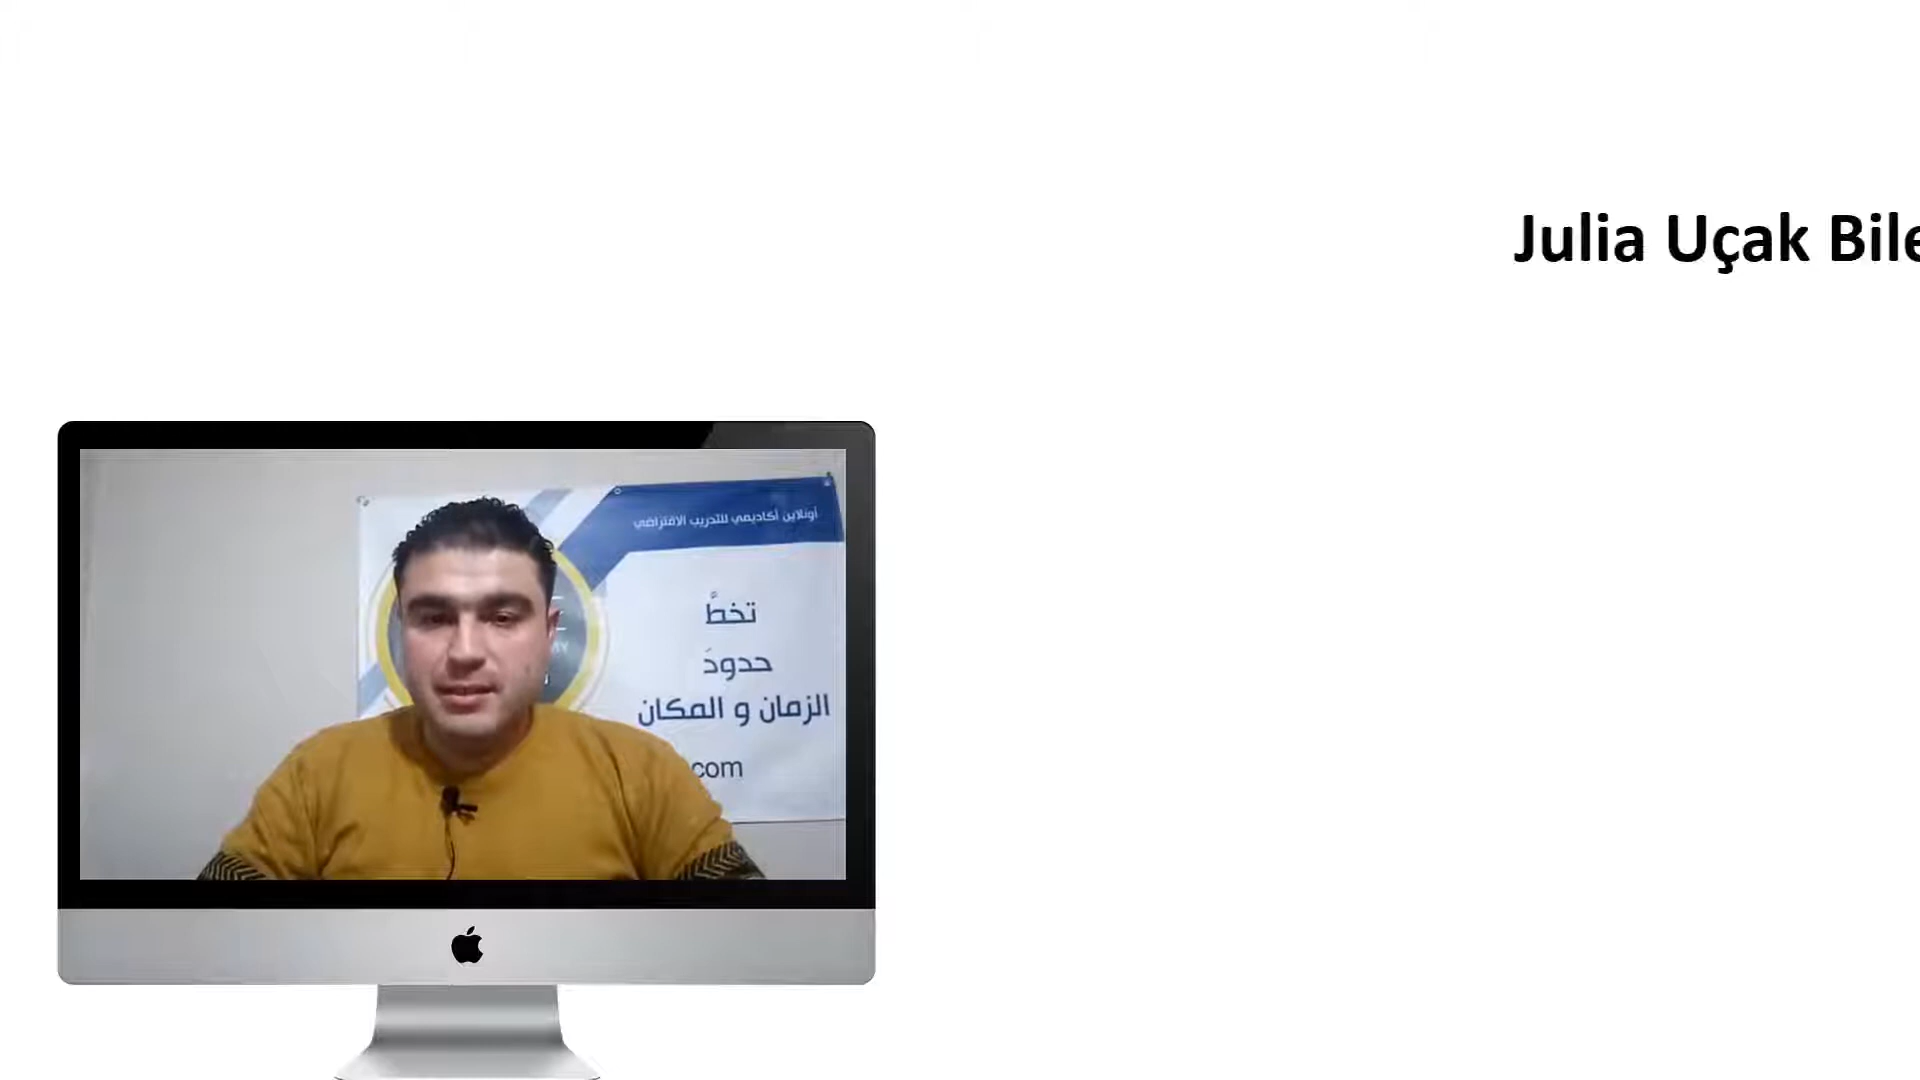 Julia Uçak Bile
أونلاين أكاديمي للتدريب الافتراضي
تخطَّ
حدودَ
الزمان و المكان
.com